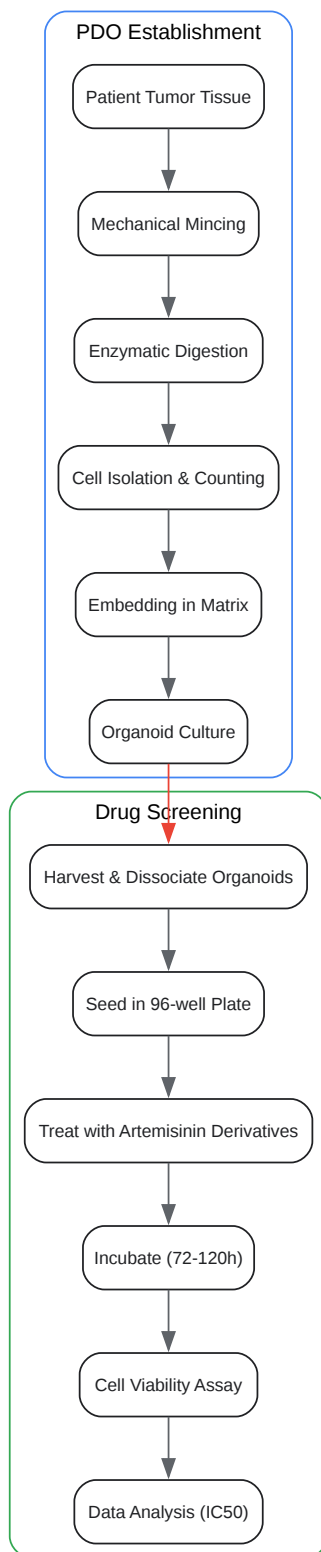 PDO Establishment
Patient Tumor Tissue
Mechanical Mincing
Enzymatic Digestion
Cell Isolation & Counting
Embedding in Matrix
Organoid Culture
Drug Screening
Harvest & Dissociate Organoids
Seed in 96-well Plate
Treat with Artemisinin Derivatives
Incubate (72-120h)
Cell Viability Assay
Data Analysis (IC50)